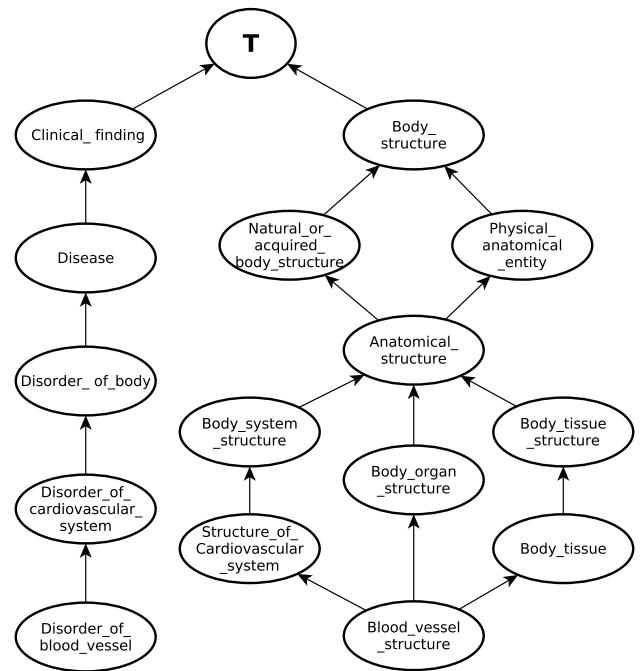 T
Clinical_ finding
Body_
structure
Natural_or_
acquired_
body_structure
Physical_
anatomical
_entity
Disease
Anatomical_
structure
Disorder_ of_body
Body_system
_structure
Body_organ
_structure
Body_tissue
_structure
Disorder_of_
cardiovascular_
system
Structure_of_
Cardiovascular
_system
Body_tissue
Disorder_of_
blood_vessel
Blood_vessel
_structure